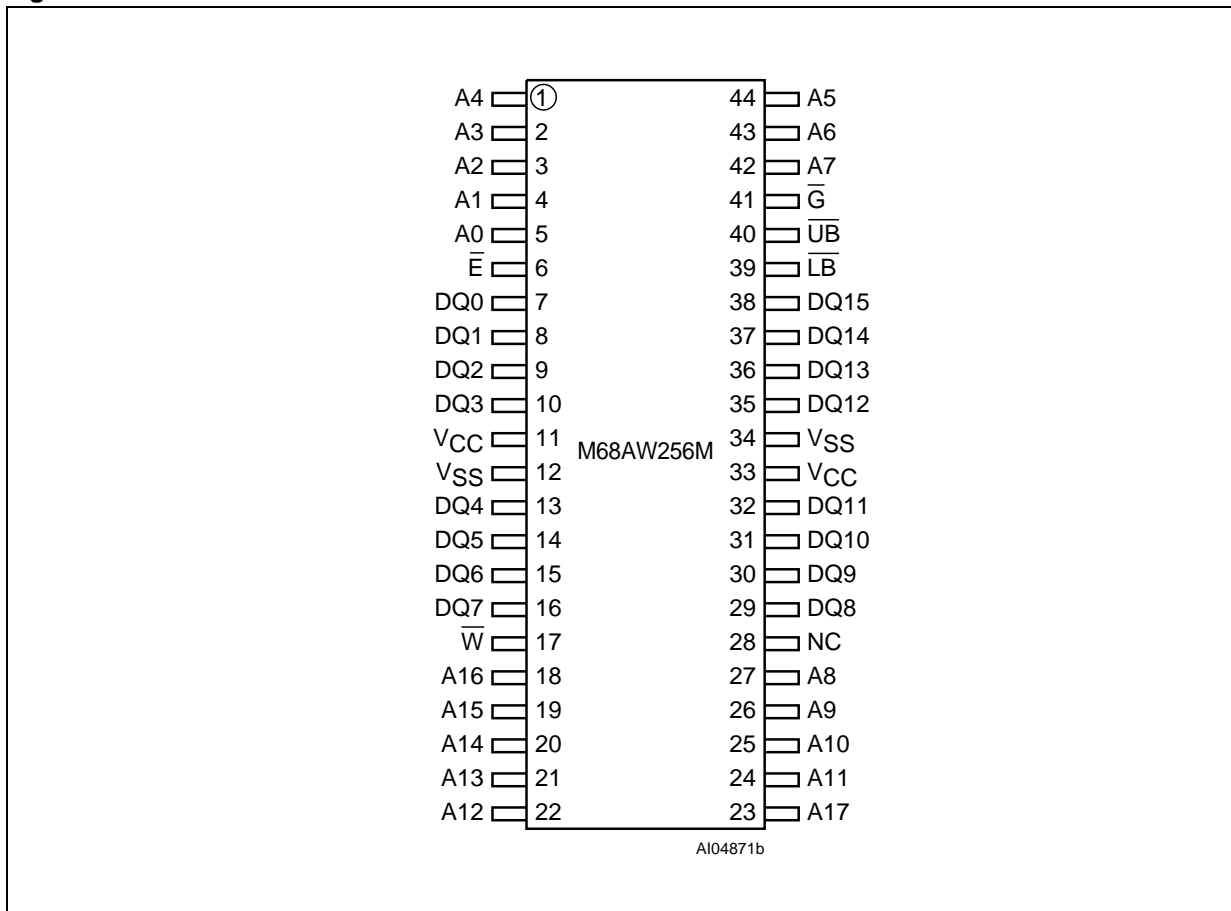 A4 1 44 A5
A3 2 43 A6
A2 3 42 A7
A1 4 41 G̅
A0 5 40 U̅B̅
E̅ 6 39 L̅B̅
DQ0 7 38 DQ15
DQ1 8 37 DQ14
DQ2 9 36 DQ13
DQ3 10 35 DQ12
VCC 11 34 VSS
M68AW256M
VSS 12 33 VCC
DQ4 13 32 DQ11
DQ5 14 31 DQ10
DQ6 15 30 DQ9
DQ7 16 29 DQ8
W̅ 17 28 NC
A16 18 27 A8
A15 19 26 A9
A14 20 25 A10
A13 21 24 A11
A12 22 23 A17
AI04871b